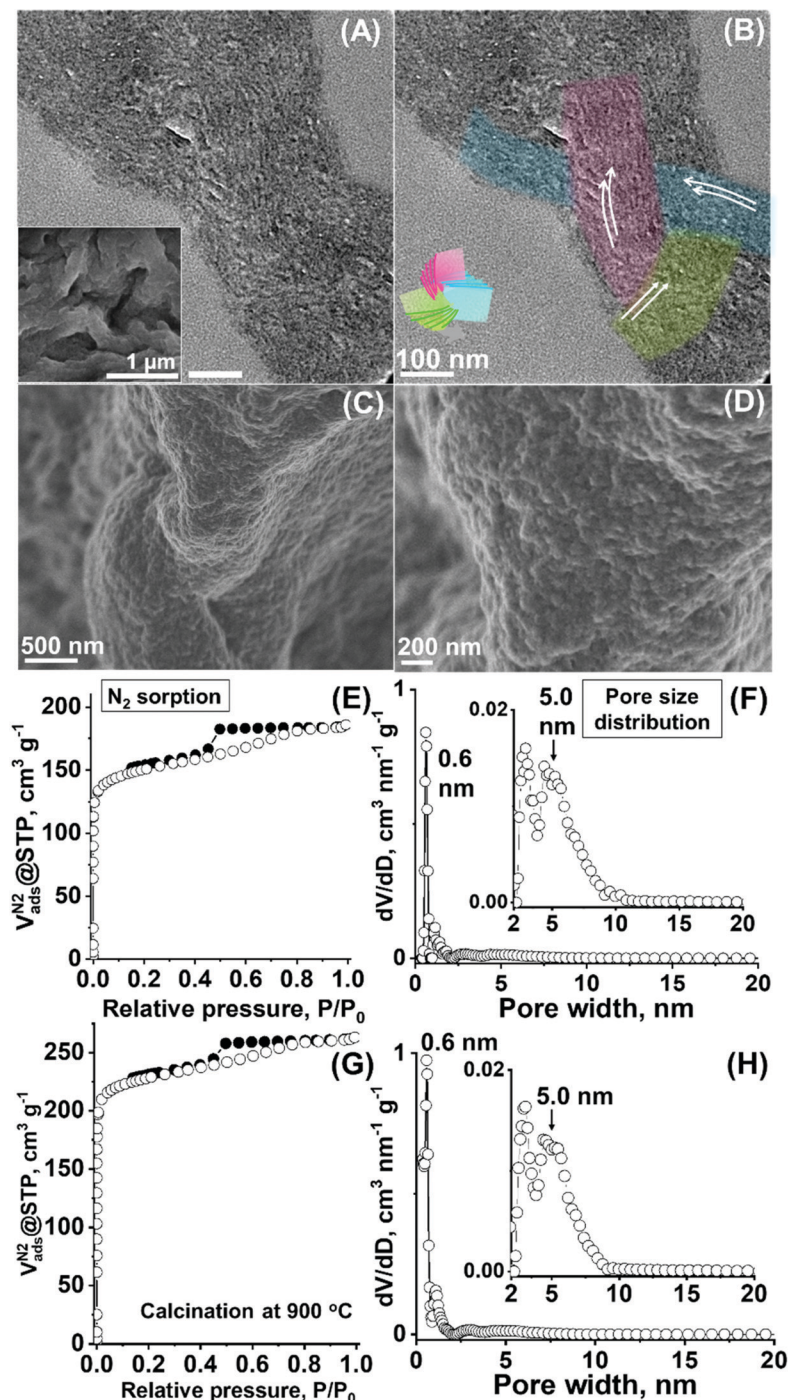 (A)
1 µm
(B)
100 nm
(C)
500 nm
(D)
200 nm
N2 sorption
(E)
200
150
100
50
0
0.0 0.2 0.4 0.6 0.8 1.0
V^N2_ads@STP, cm3 g-1
Relative pressure, P/P0
(F)
Pore size
distribution
1
0
0.6
nm
5.0
nm
0.02
0.00
2 5 10 15 20
0 5 10 15 20
dV/dD, cm3 nm-1 g-1
Pore width, nm
(G)
250
200
150
100
50
0
0.0 0.2 0.4 0.6 0.8 1.0
V^N2_ads@STP, cm3 g-1
Calcination at 900 °C
Relative pressure, P/P0
(H)
1
0
0.6 nm
5.0 nm
0.02
0.00
2 5 10 15 20
0 5 10 15 20
dV/dD, cm3 nm-1 g-1
Pore width, nm